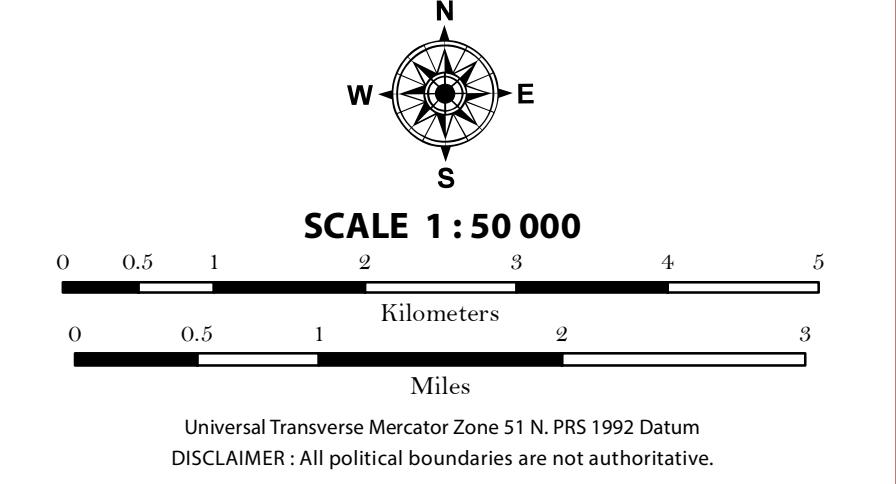 N
W E
S
SCALE 1 : 50 000
0 0.5 1 2 3 4 5
Kilometers
0 0.5 1 2 3
Miles
Universal Transverse Mercator Zone 51 N. PRS 1992 Datum
DISCLAIMER : All political boundaries are not authoritative.